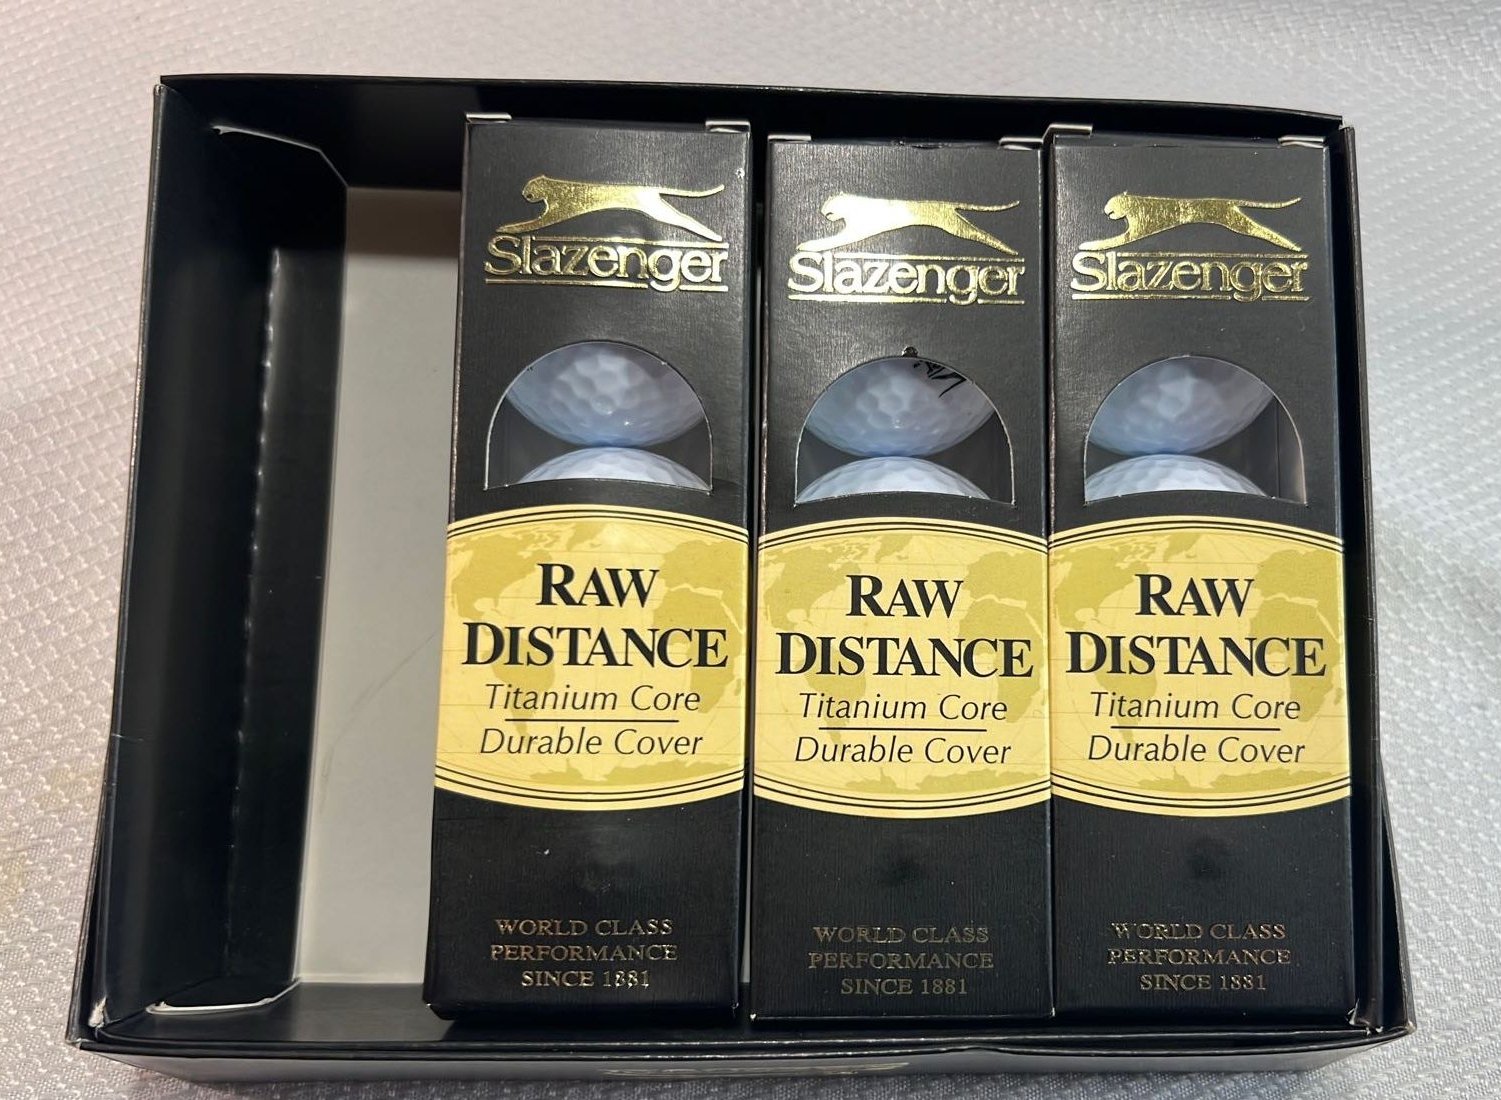 Slazenger
RAW
DISTANCE
Titanium Core
Durable Cover
WORLD CLASS
PERFORMANCE
SINCE 1881
Slazenger
RAW
DISTANCE
Titanium Core
Durable Cover
WORLD CLASS
PERFORMANCE
SINCE 1881
Slazenger
RAW
DISTANCE
Titanium Core
Durable Cover
WORLD CLASS
PERFORMANCE
SINCE 1881